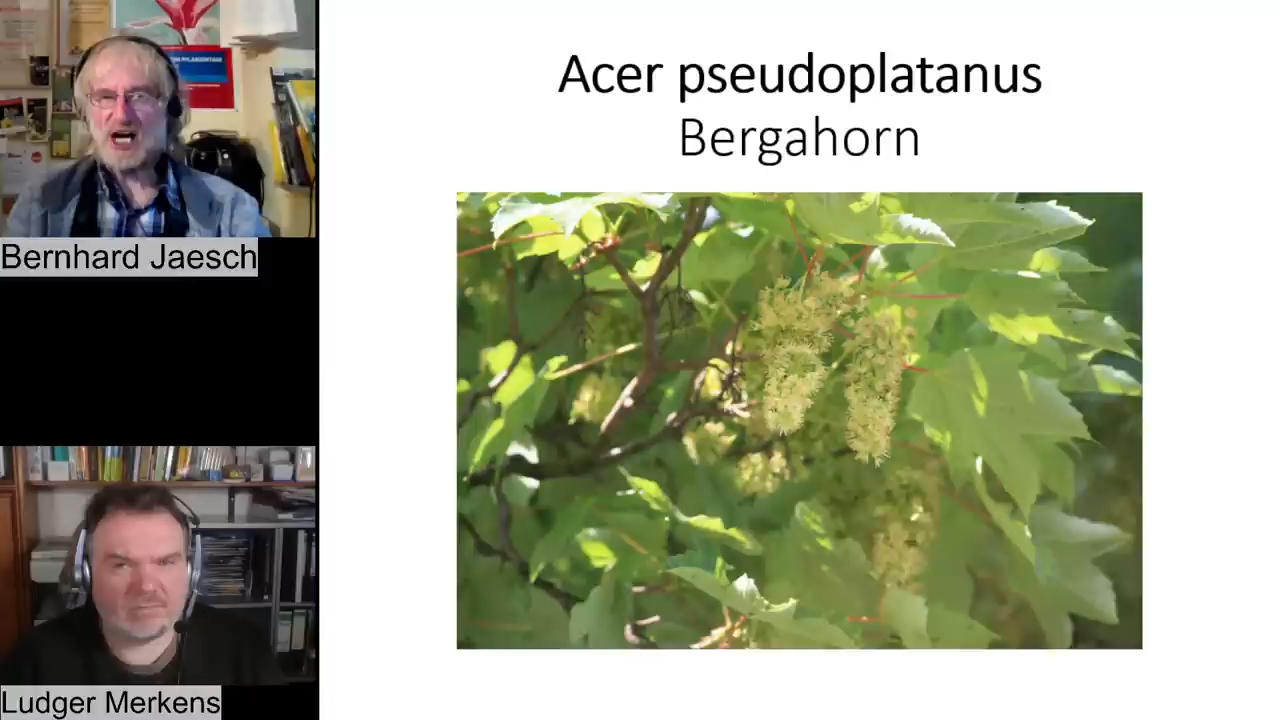 Acer pseudoplatanus
Bergahorn
Bernhard Jaesch
Ludger Merkens